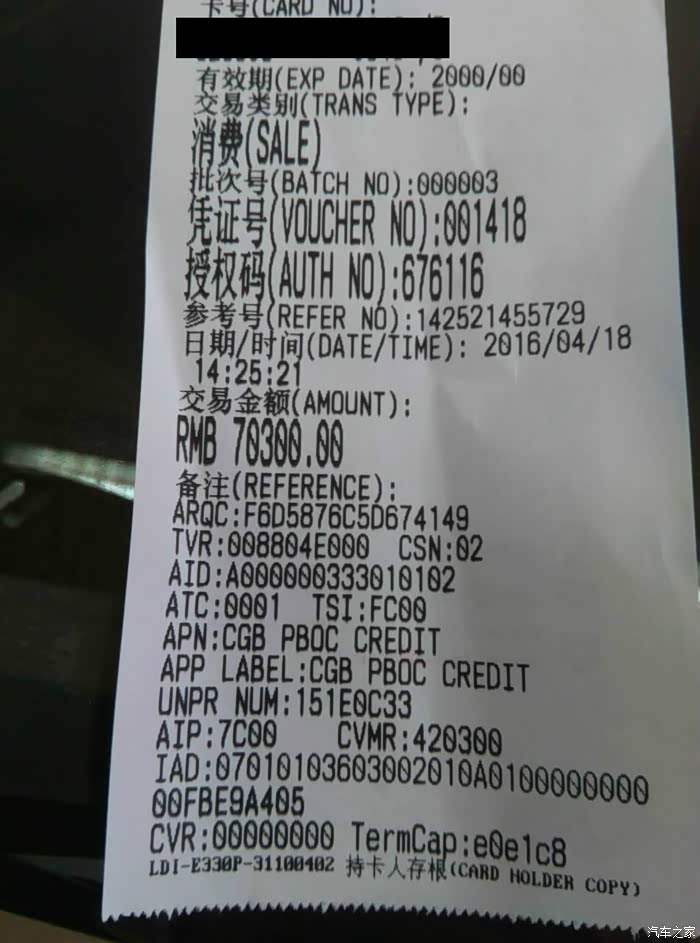 卡号(CARD NO):
有效期(EXP DATE): 2000/00
交易类别(TRANS TYPE):
消费(SALE)
批次号(BATCH NO):000003
凭证号(VOUCHER NO):001418
授权码(AUTH NO):676116
参考号(REFER NO):142521455729
日期/时间(DATE/TIME): 2016/04/18
14:25:21
交易金额(AMOUNT):
RMB 70300.00
备注(REFERENCE):
ARQC:F6D5876C5D674149
TVR:008804E000 CSN:02
AID:A000000333010102
ATC:0001 TSI:FC00
APN:CGB PBOC CREDIT
APP LABEL:CGB PBOC CREDIT
UNPR NUM:151E0C33
AIP:7C00 CVMR:420300
IAD:07010103603002010A0100000000
00FBE9A405
CVR:00000000 TermCap:e0e1c8
LDI-E330P-31100402 持卡人存根(CARD HOLDER COPY)
汽车之家